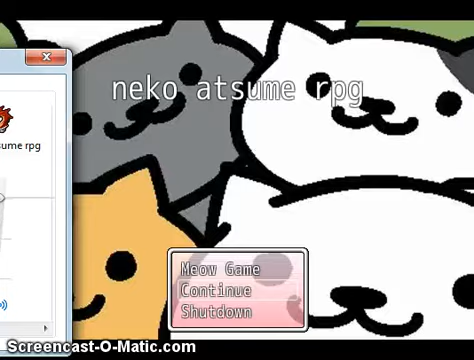 neko atsume rpg
sume rpg
Meow Game
Continue
Shutdown
Screencast-O-Matic.com